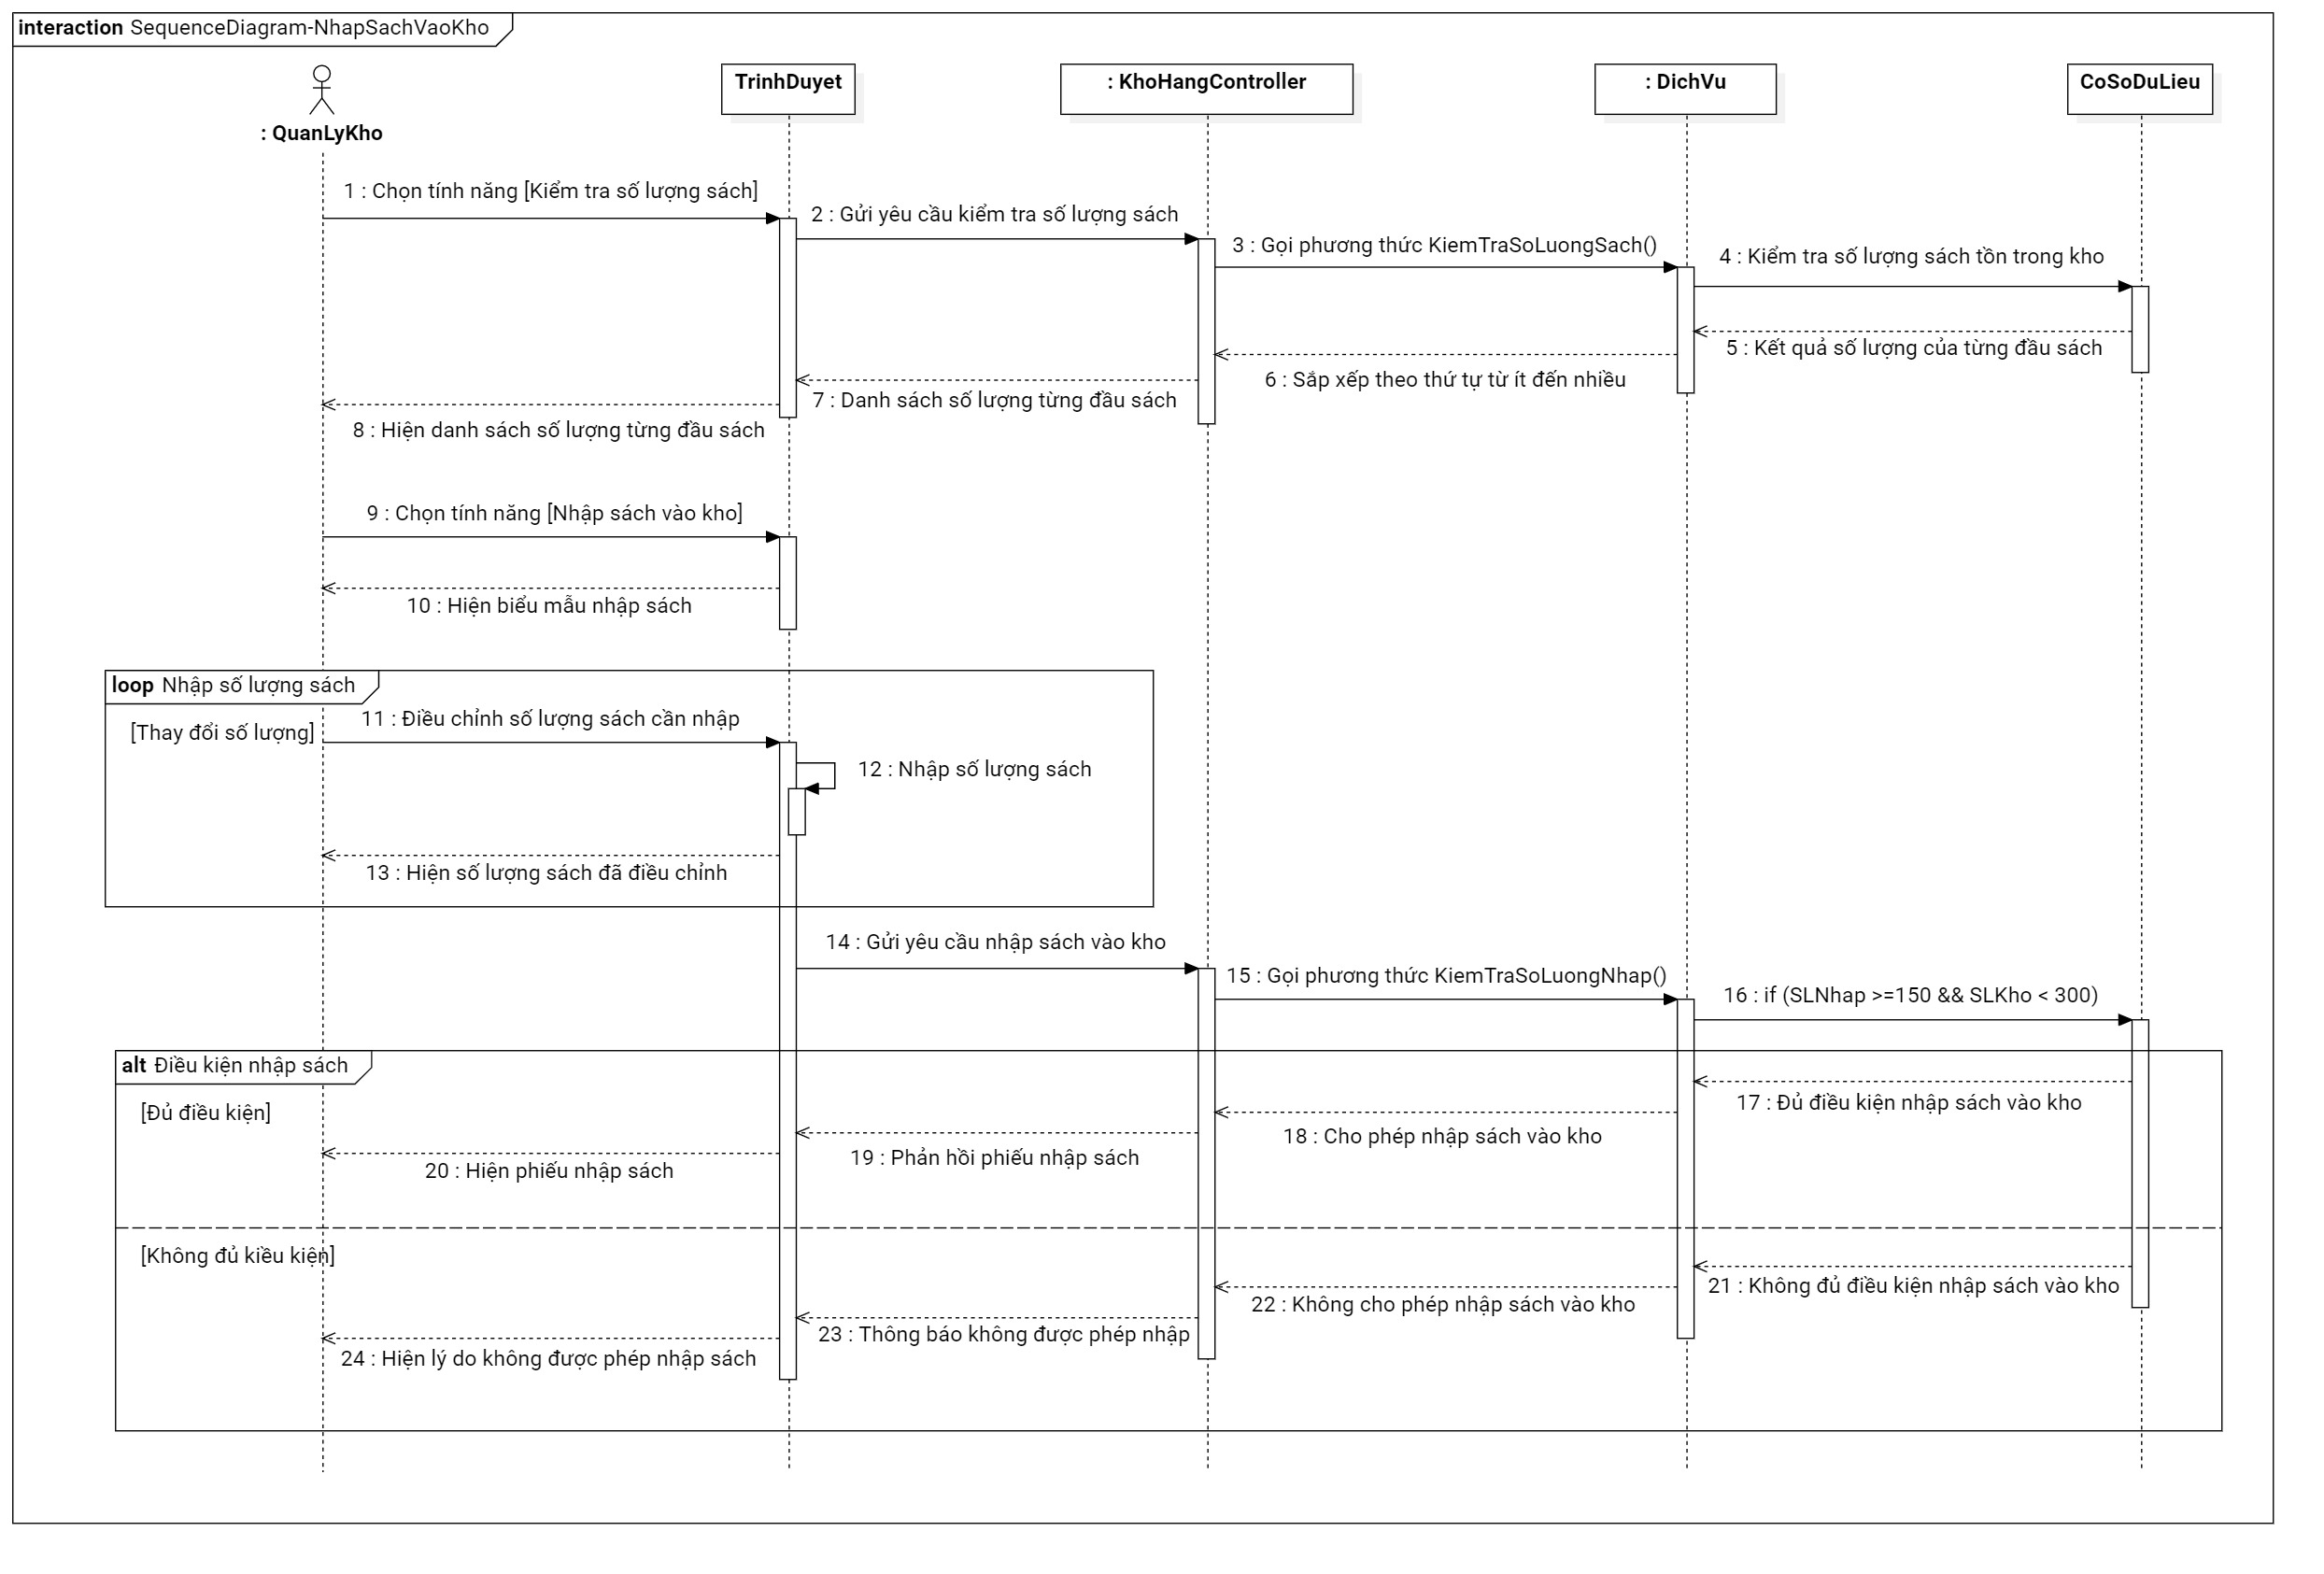 interaction SequenceDiagram-NhapSachVaoKho
: QuanLyKho
TrinhDuyet
: KhoHangController
: DichVu
CoSoDuLieu
1 : Chọn tính năng [Kiểm tra số lượng sách]
2 : Gửi yêu cầu kiểm tra số lượng sách
3 : Gọi phương thức KiemTraSoLuongSach()
4 : Kiểm tra số lượng sách tồn trong kho
5 : Kết quả số lượng của từng đầu sách
6 : Sắp xếp theo thứ tự từ ít đến nhiều
7 : Danh sách số lượng từng đầu sách
8 : Hiện danh sách số lượng từng đầu sách
9 : Chọn tính năng [Nhập sách vào kho]
10 : Hiện biểu mẫu nhập sách
loop Nhập số lượng sách
[Thay đổi số lượng]
11 : Điều chỉnh số lượng sách cần nhập
12 : Nhập số lượng sách
13 : Hiện số lượng sách đã điều chỉnh
14 : Gửi yêu cầu nhập sách vào kho
15 : Gọi phương thức KiemTraSoLuongNhap()
16 : if (SLNhap >=150 && SLKho < 300)
alt Điều kiện nhập sách
[Đủ điều kiện]
17 : Đủ điều kiện nhập sách vào kho
18 : Cho phép nhập sách vào kho
19 : Phản hồi phiếu nhập sách
20 : Hiện phiếu nhập sách
[Không đủ kiều kiện]
21 : Không đủ điều kiện nhập sách vào kho
22 : Không cho phép nhập sách vào kho
23 : Thông báo không được phép nhập
24 : Hiện lý do không được phép nhập sách